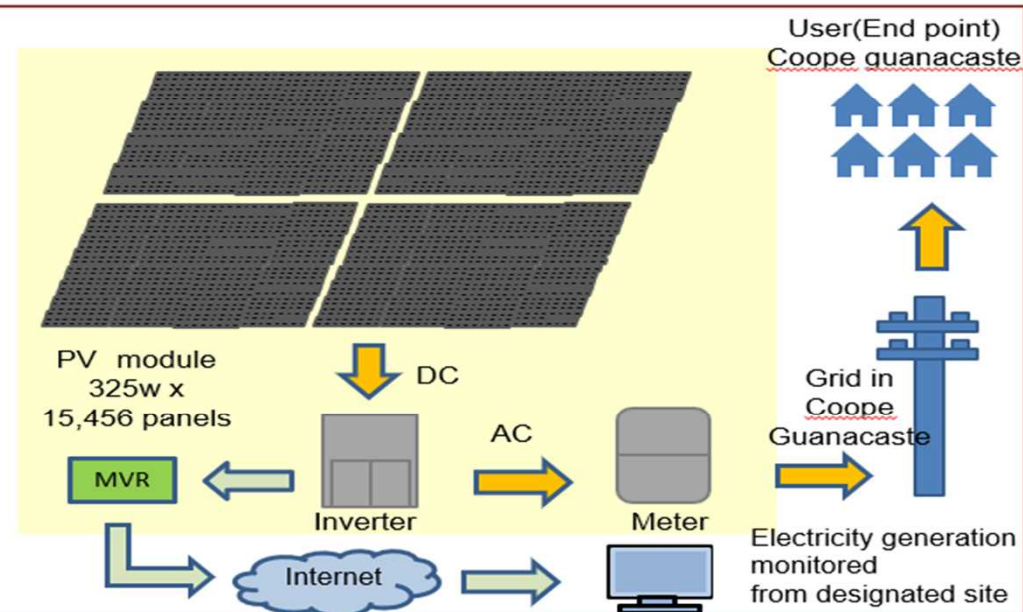 User(End point)
Coope guanacaste
PV module
325w x
15,456 panels
DC
Grid in
Coope
Guanacaste
AC
MVR
Inverter
Meter
Internet
Electricity generation
monitored
from designated site